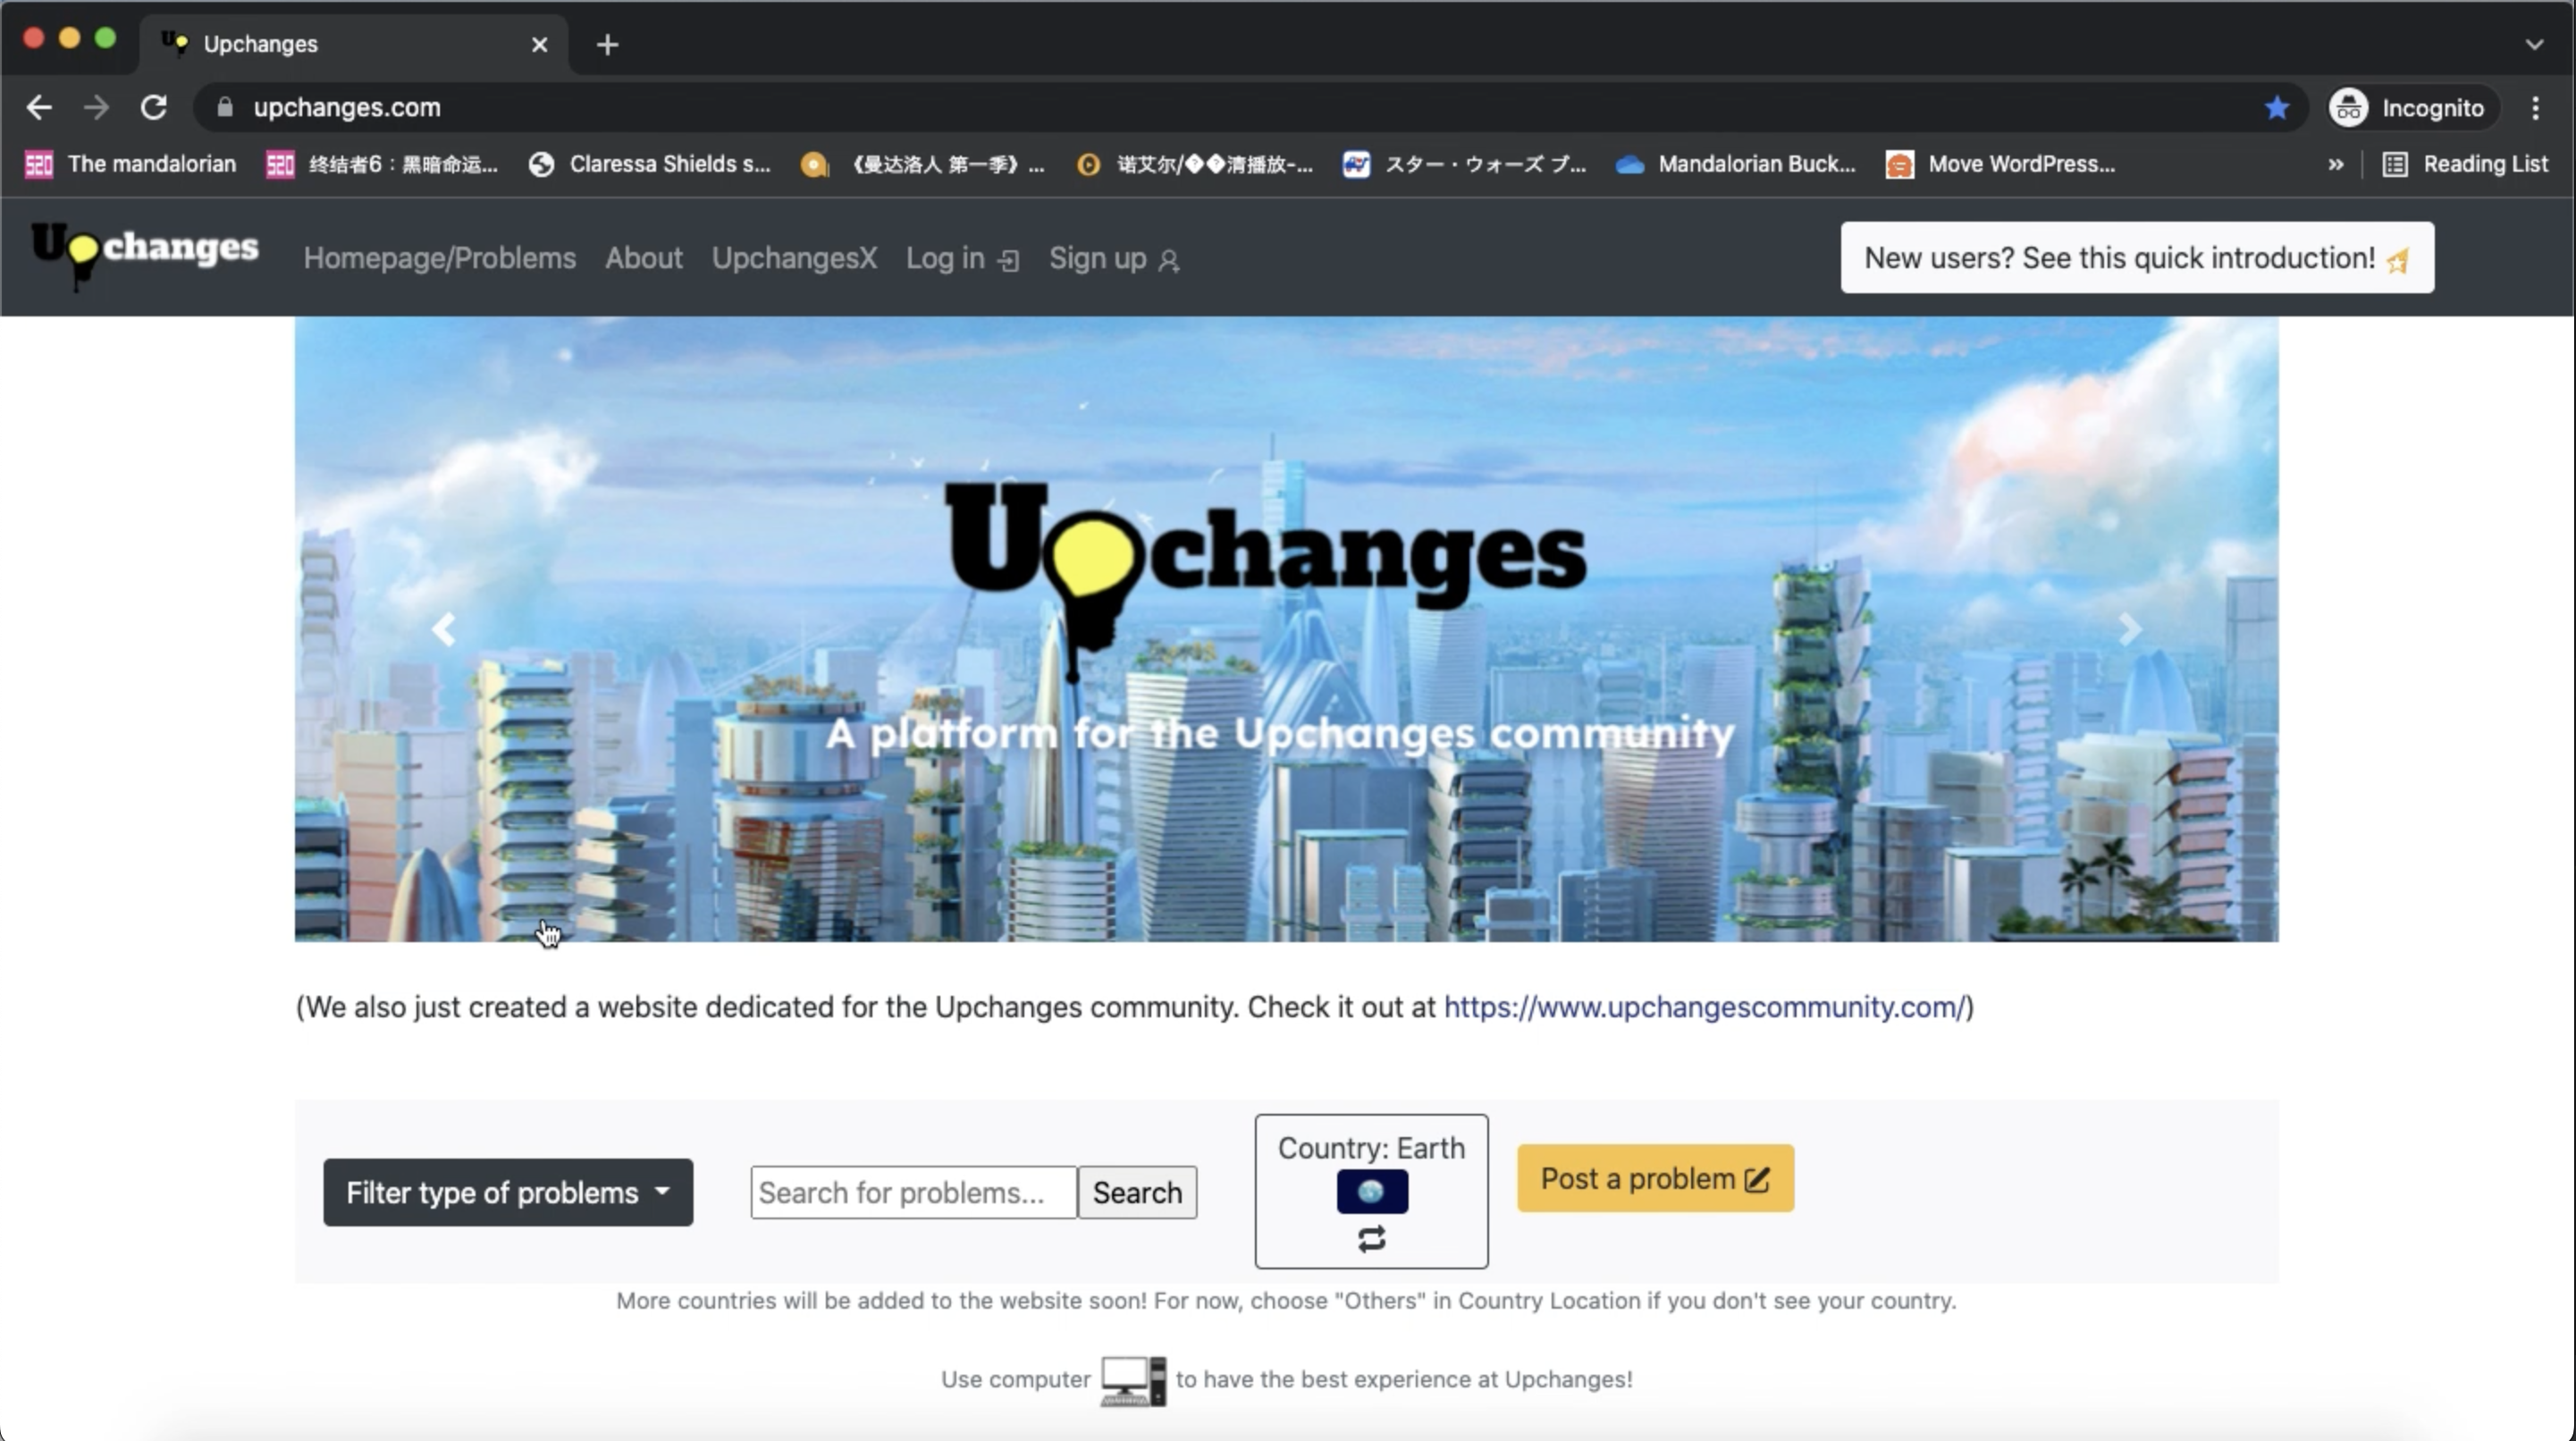 Upchanges
upchanges.com
Incognito
The mandalorian
终结者6：黑暗命运...
Claressa Shields s...
《曼达洛人 第一季》...
诺艾尔/��清播放-...
スター・ウォーズ ブ...
Mandalorian Buck...
Move WordPress...
»
Reading List
Upchanges
Homepage/Problems
About
UpchangesX
Log in
Sign up
New users? See this quick introduction!
Upchanges
A platform for the Upchanges community
(We also just created a website dedicated for the Upchanges community. Check it out at https://www.upchangescommunity.com/)
Filter type of problems
Search for problems...
Search
Country: Earth
Post a problem
More countries will be added to the website soon! For now, choose "Others" in Country Location if you don't see your country.
Use computer to have the best experience at Upchanges!